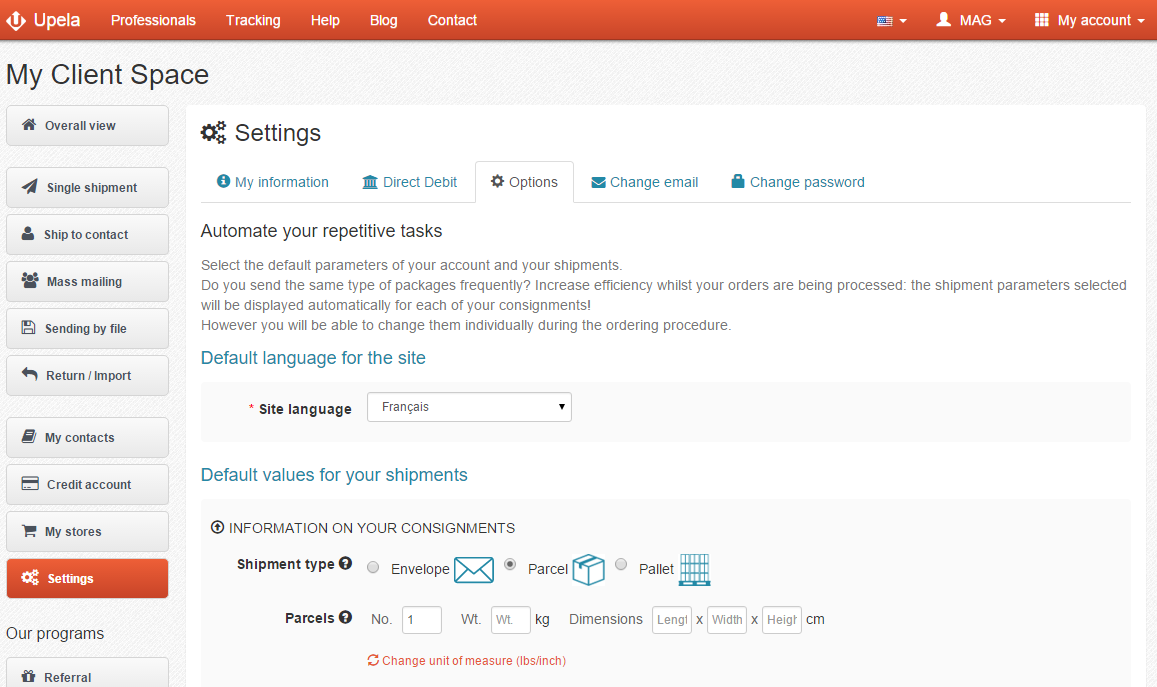 Upela Professionals Tracking Help Blog Contact MAG My account
My Client Space
Overall view
Single shipment
Ship to contact
Mass mailing
Sending by file
Return / Import
My contacts
Credit account
My stores
Settings
Our programs
Referral
Settings
My information Direct Debit Options Change email Change password
Automate your repetitive tasks
Select the default parameters of your account and your shipments.
Do you send the same type of packages frequently? Increase efficiency whilst your orders are being processed: the shipment parameters selected
will be displayed automatically for each of your consignments!
However you will be able to change them individually during the ordering procedure.
Default language for the site
* Site language Français
Default values for your shipments
INFORMATION ON YOUR CONSIGNMENTS
Shipment type Envelope Parcel Pallet
Parcels No. 1 Wt. Wt. kg Dimensions Lengt x Width x Heigh cm
Change unit of measure (lbs/inch)